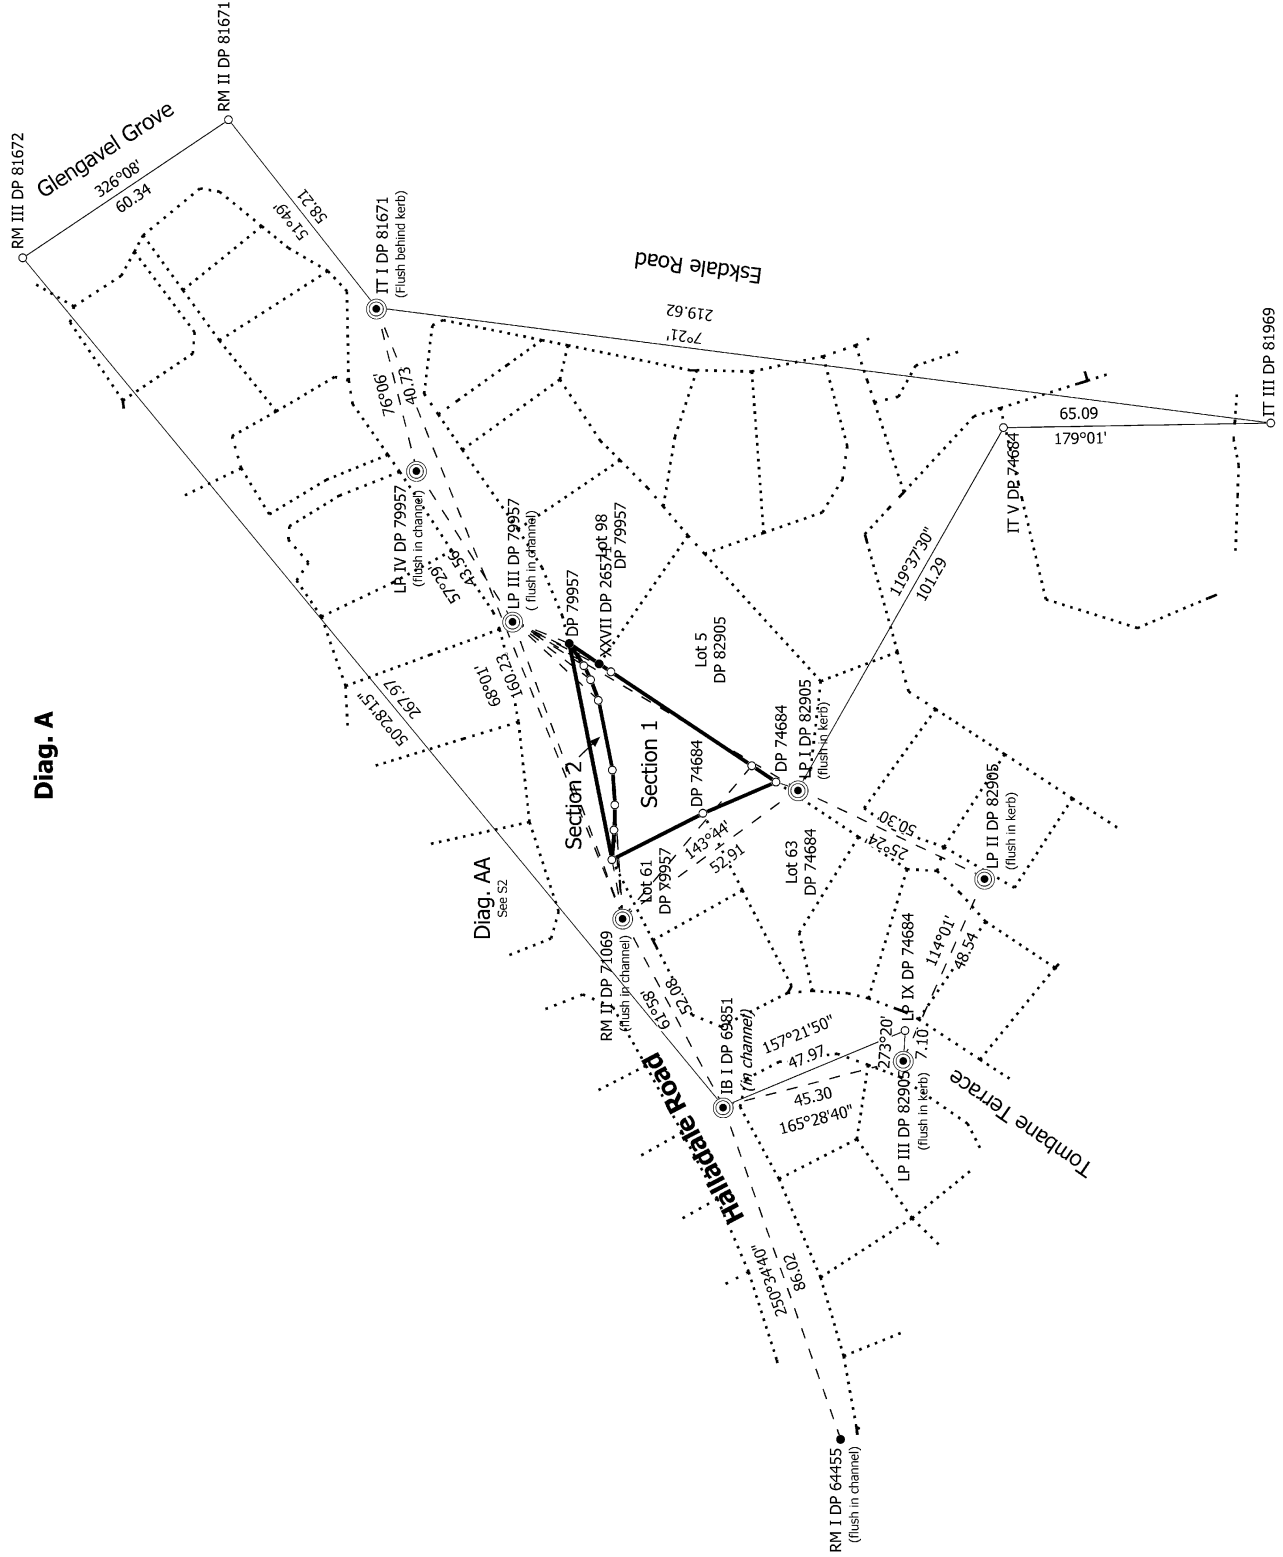 Diag. A
RM III DP 81672
RM II DP 81671
Glengavel Grove
326°08'
60.34
51°49'
58.21
IT I DP 81671
(Flush behind kerb)
Eskdale Road
7°21'
219.62
76°06'
40.73
LP IV DP 79957
(flush in channel)
57°29'
43.56
LP III DP 79957
( flush in channel)
68°01'
160.23
50°28'15"
267.97
DP 79957
XXVII DP 26571
Lot 98
DP 79957
Lot 5
DP 82905
Section 1
Section 2
DP 74684
DP 74684
LP I DP 82905
(flush in kerb)
119°37'30"
101.29
IT V DP 74684
65.09
179°01'
IT III DP 81969
Diag. AA
See S2
143°44'
52.91
Lot 61
DP 79957
Lot 63
DP 74684
25°24'
50.30
LP II DP 82905
(flush in kerb)
RM II DP 71069
(flush in channel)
61°58'
52.08
IB I DP 69851
(in channel)
157°21'50"
47.97
45.30
165°28'40"
114°01'
48.54
LP IX DP 74684
273°20'
7.10
LP III DP 82905
(flush in kerb)
Tombane Terrace
Halladale Road
250°34'40"
86.02
RM I DP 64455
(flush in channel)